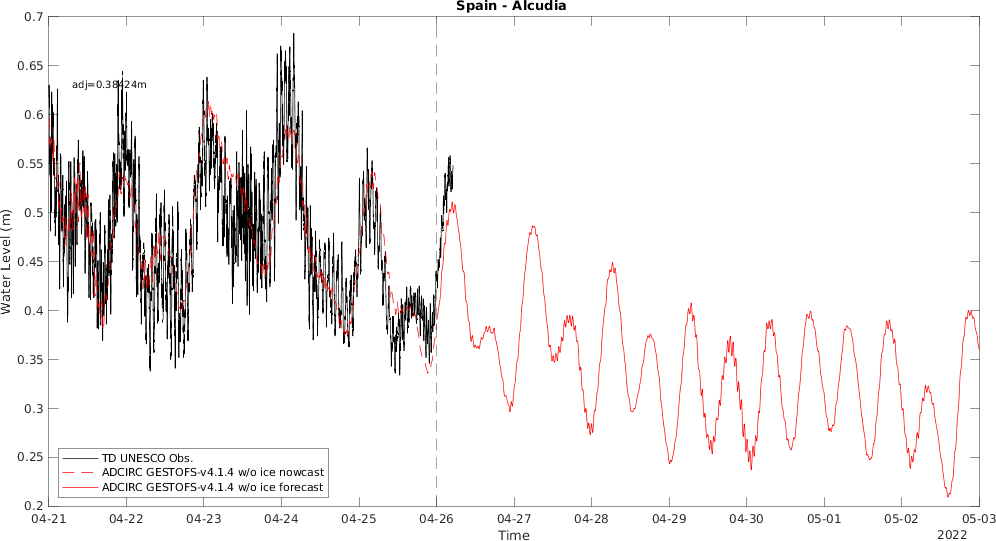 Spain - Alcudia
0.7
0.65
adj=0.38424m
0.6
0.55
0.5
0.45
0.4
0.35
0.3
0.25
0.2
Water Level (m)
TD UNESCO Obs.
ADCIRC GESTOFS-v4.1.4 w/o ice nowcast
ADCIRC GESTOFS-v4.1.4 w/o ice forecast
04-21 04-22 04-23 04-24 04-25 04-26 04-27 04-28 04-29 04-30 05-01 05-02 05-03
Time
2022